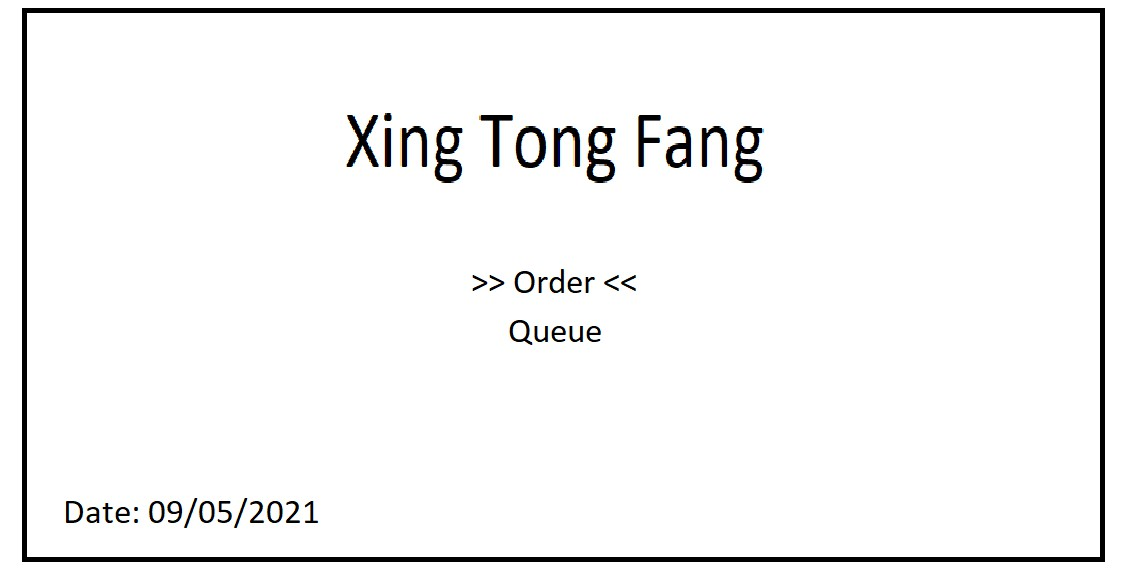 Xing Tong Fang
>> Order <<
Queue
Date: 09/05/2021